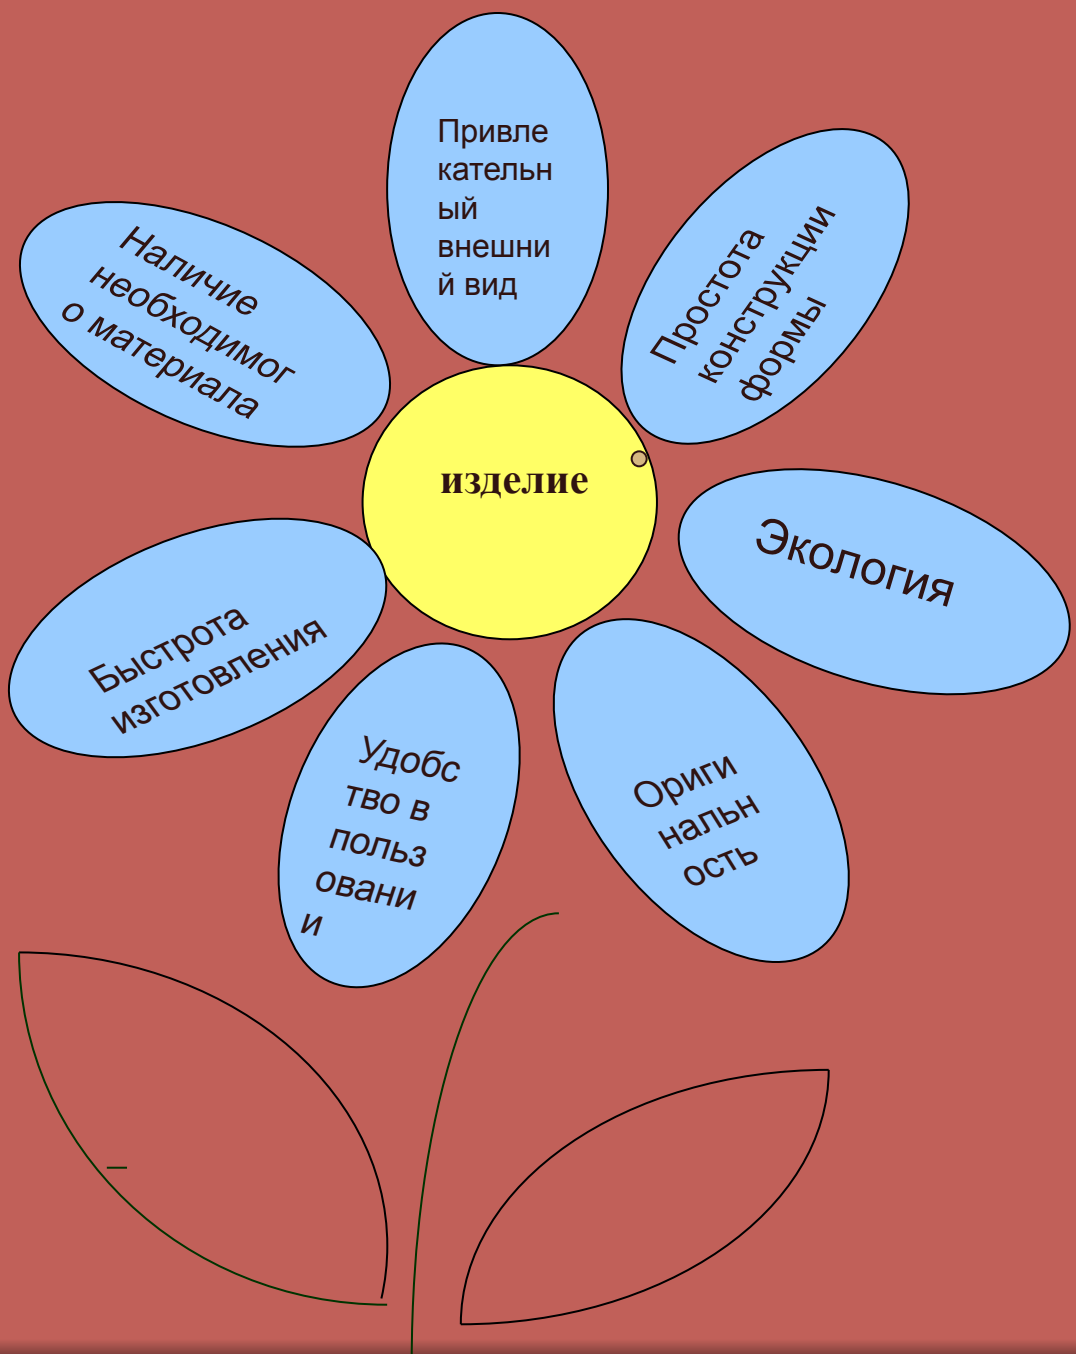 Привле
кательн
ый
внешни
й вид
Простота
конструкции
формы
Наличие
необходимог
о материала
изделие
Экология
Быстрота
изготовления
Удобс
тво в
польз
овани
и
Ориги
нальн
ость